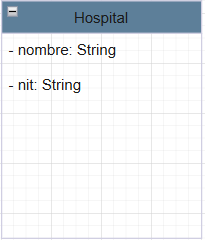 Hospital
- nombre: String
- nit: String